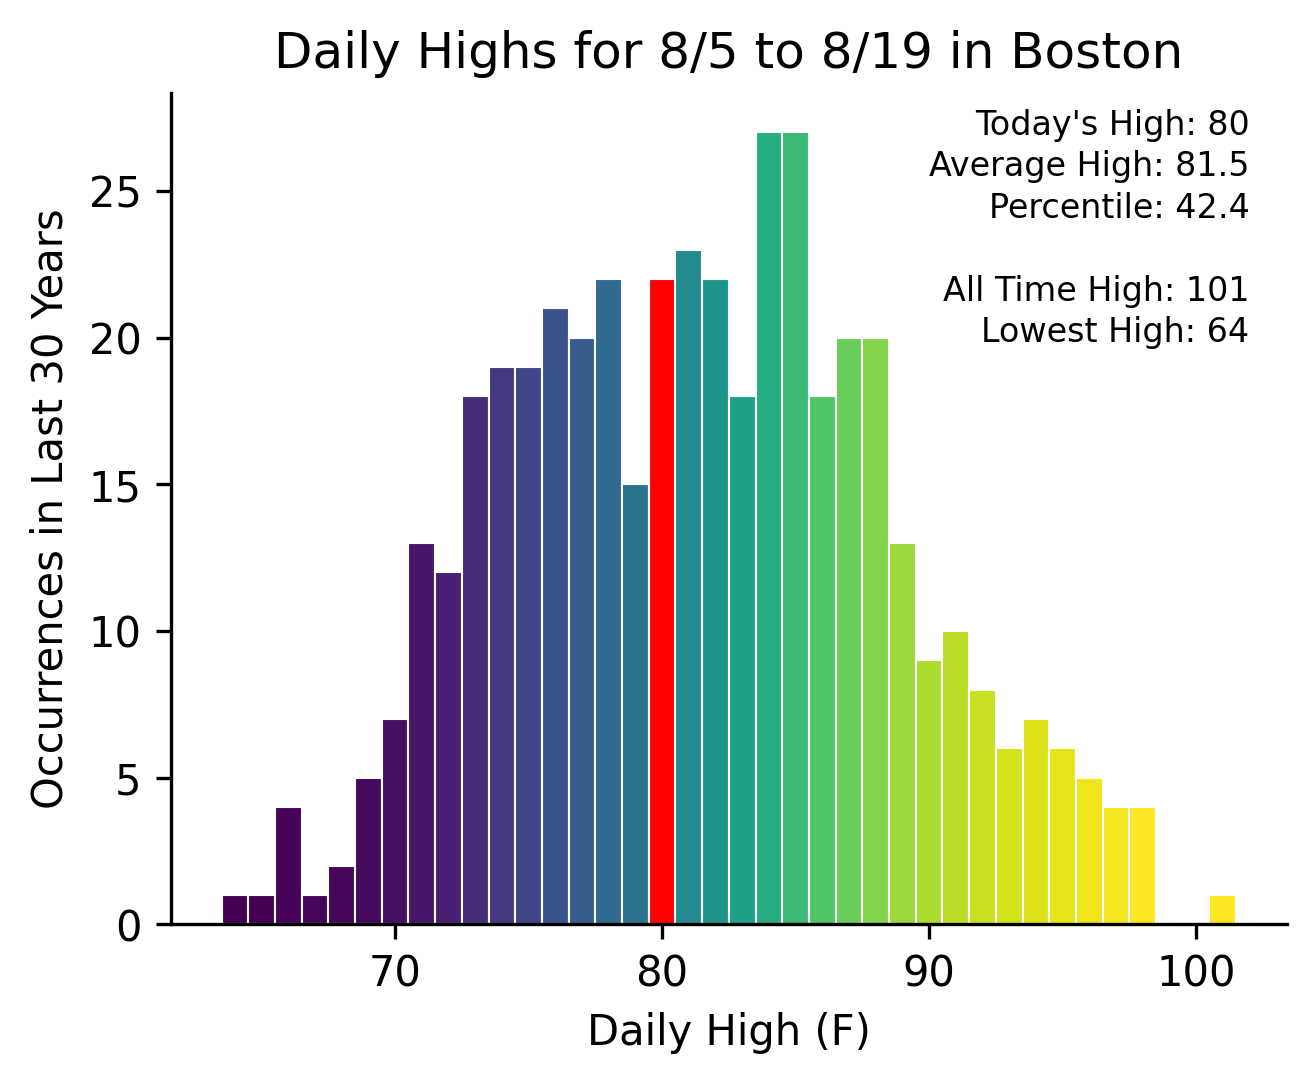 Daily Highs for 8/5 to 8/19 in Boston
Today's High: 80
Average High: 81.5
Percentile: 42.4
All Time High: 101
Lowest High: 64
Occurrences in Last 30 Years
25
20
15
10
5
0
70 80 90 100
Daily High (F)